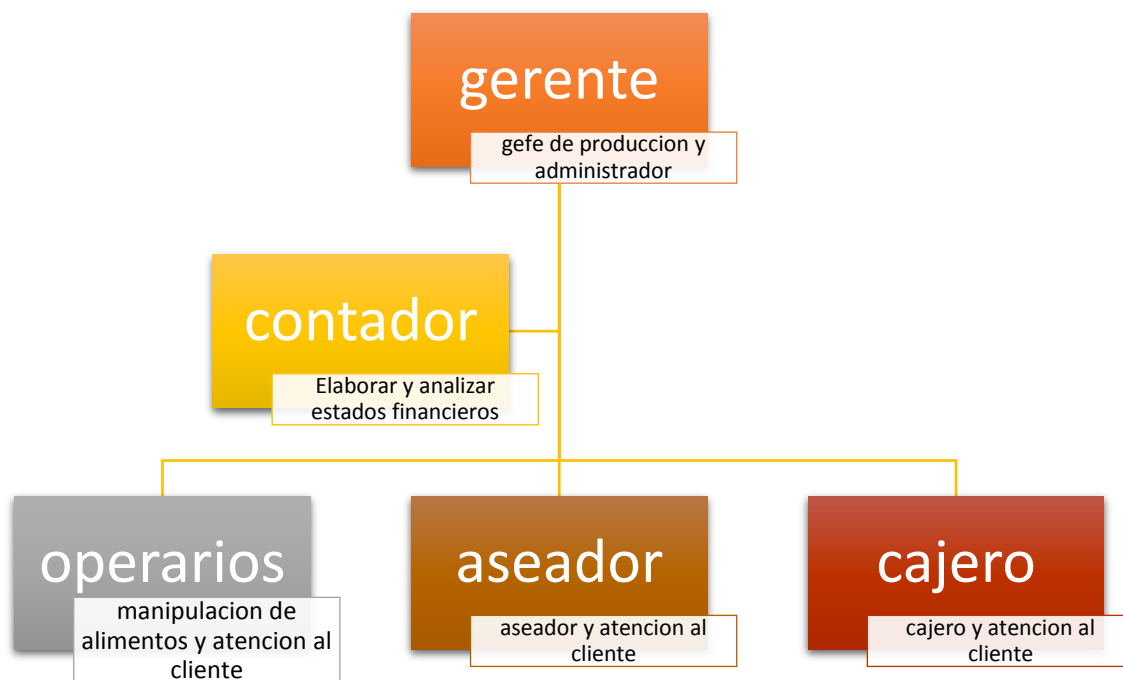 gerente
gefe de produccion y
administrador
contador
Elaborar y analizar
estados financieros
operarios
manipulacion de
alimentos y atencion al
cliente
aseador
aseador y atencion al
cliente
cajero
cajero y atencion al
cliente